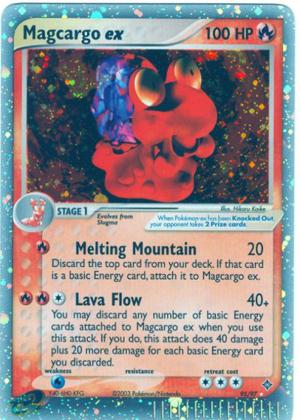 Magcargo ex 100 HP
Illus. Hikaru Koike
STAGE 1
Evolves from
Slugma
When Pokémon-ex has been Knocked Out,
your opponent takes 2 Prize cards.
Melting Mountain 20
Discard the top card from your deck. If that card
is a basic Energy card, attach it to Magcargo ex.
Lava Flow 40+
You may discard any number of basic Energy
cards attached to Magcargo ex when you use
this attack. If you do, this attack does 40 damage
plus 20 more damage for each basic Energy card
you discarded.
weakness resistance retreat cost
©2003 Pokémon/Nintendo
95/97